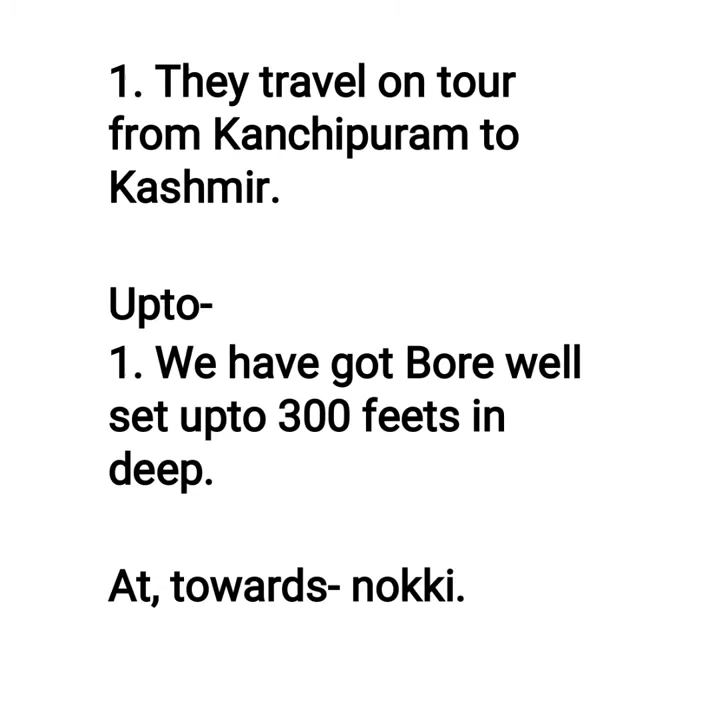 1. They travel on tour
from Kanchipuram to
Kashmir.
Upto-
1. We have got Bore well
set upto 300 feets in
deep.
At, towards- nokki.